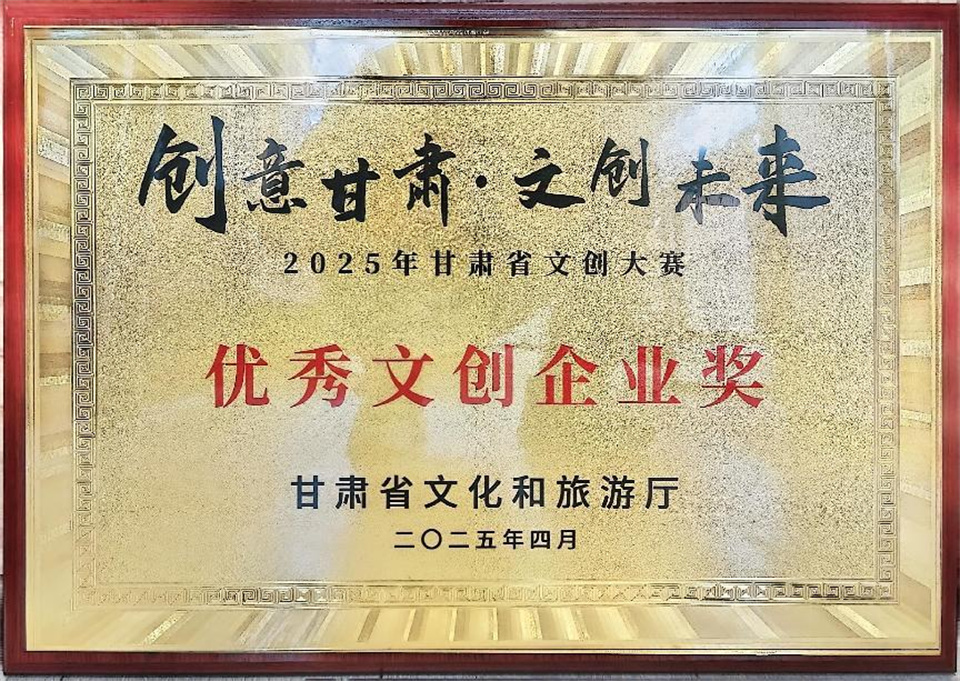 创意甘肃·文创未来
2025年甘肃省文创大赛
优秀文创企业奖
甘肃省文化和旅游厅
二〇二五年四月